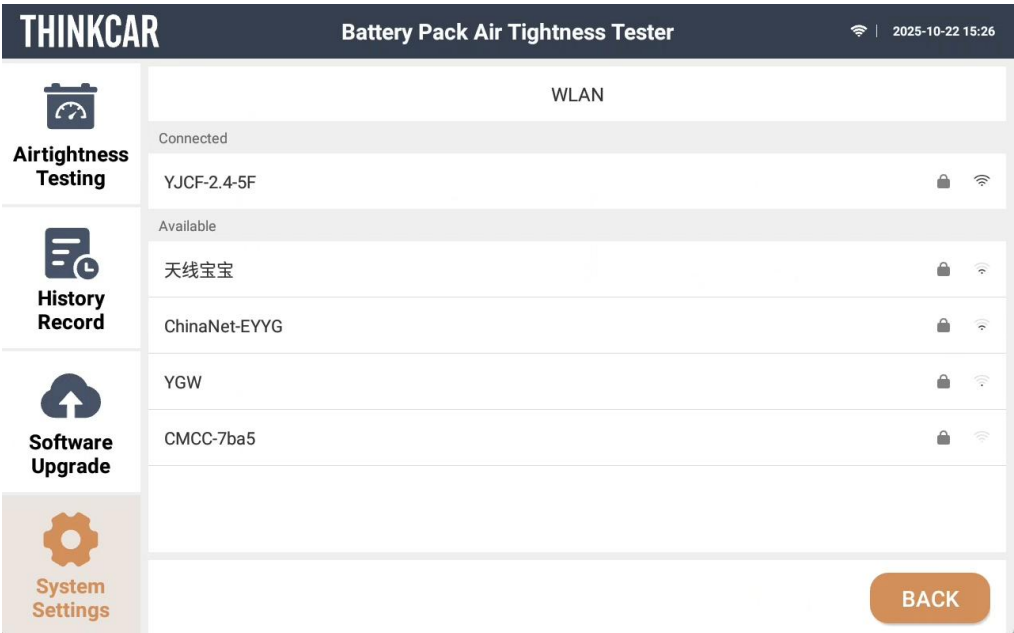 THINKCAR
Battery Pack Air Tightness Tester
2025-10-22 15:26
Airtightness
Testing
History
Record
Software
Upgrade
System
Settings
WLAN
Connected
YJCF-2.4-5F
Available
天线宝宝
ChinaNet-EYYG
YGW
CMCC-7ba5
BACK